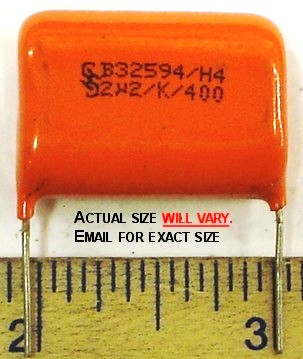 B32594/H4
2µ2/K/400
ACTUAL SIZE WILL VARY.
EMAIL FOR EXACT SIZE
2 3